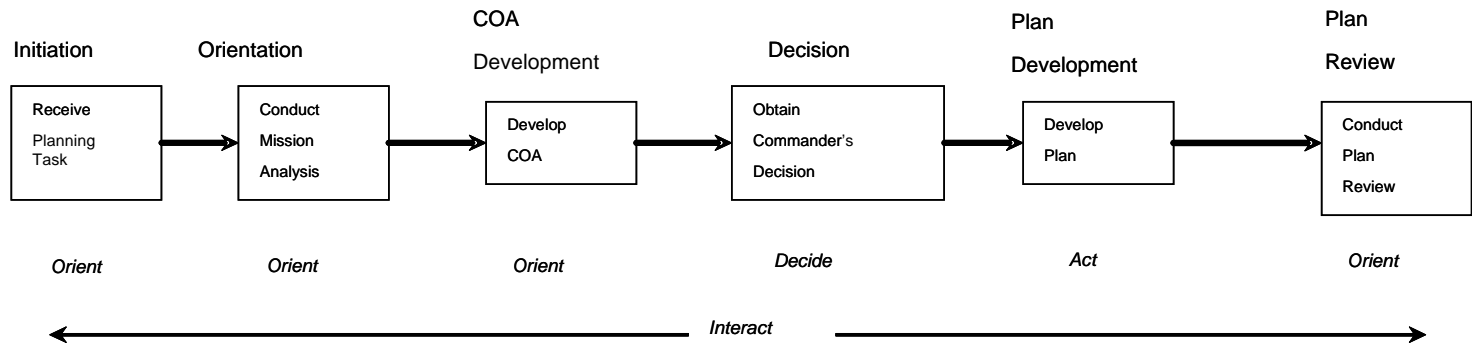 Initiation
Orientation
COA
Development
Decision
Plan
Development
Plan
Review
Receive
Planning
Task
Conduct
Mission
Analysis
Develop
COA
Obtain
Commander's
Decision
Develop
Plan
Conduct
Plan
Review
Orient
Orient
Orient
Decide
Act
Orient
Interact